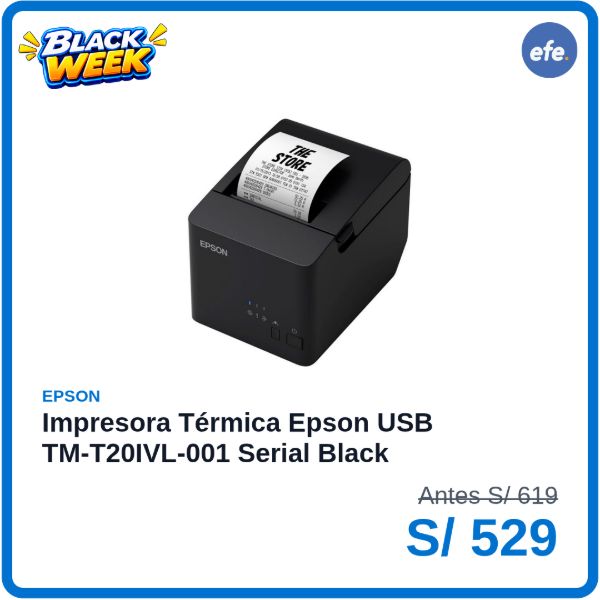 BLACK
WEEK
efe.
THE
STORE
EPSON
EPSON
Impresora Térmica Epson USB
TM-T20IVL-001 Serial Black
Antes S/ 619
S/ 529